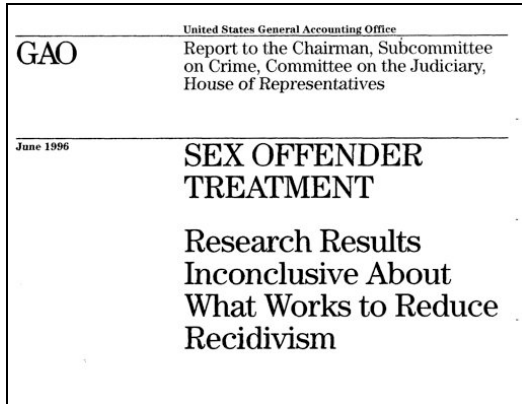 United States General Accounting Office
GAO
Report to the Chairman, Subcommittee
on Crime, Committee on the Judiciary,
House of Representatives
June 1996
SEX OFFENDER
TREATMENT
Research Results
Inconclusive About
What Works to Reduce
Recidivism